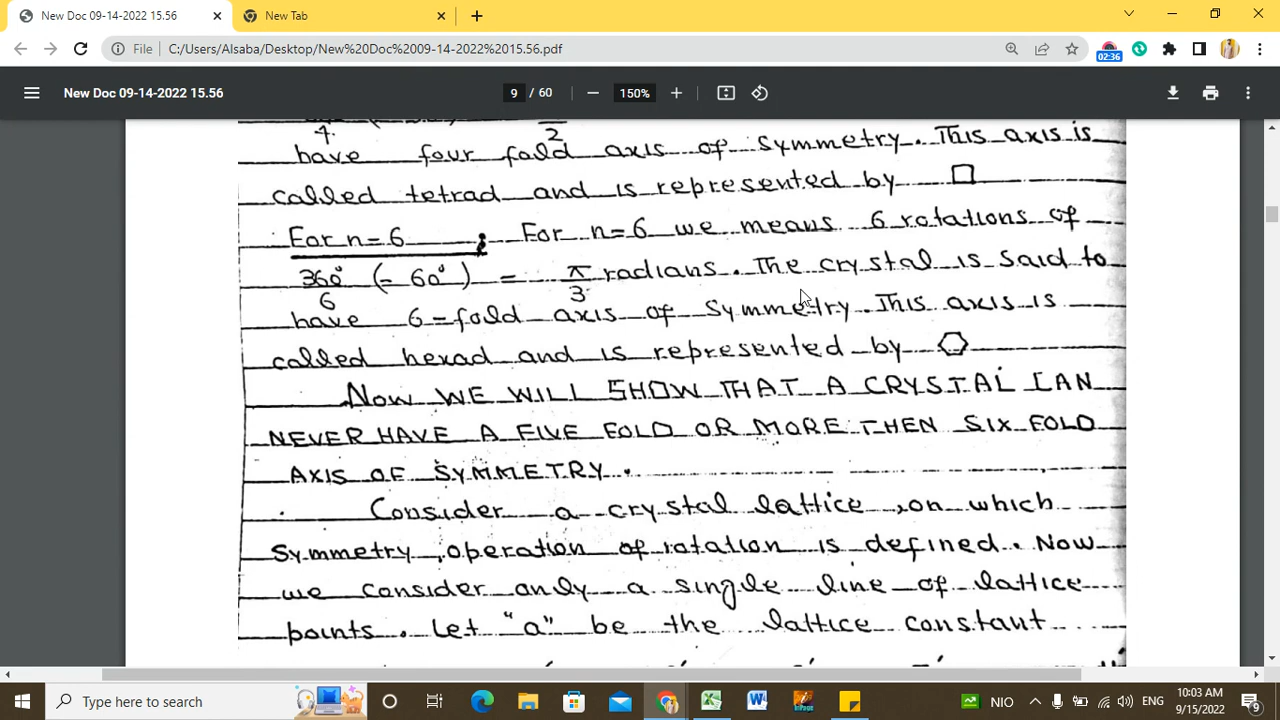 New Doc 09-14-2022 15.56
New Tab
File C:/Users/Alsaba/Desktop/New%20Doc%2009-14-2022%2015.56.pdf
02:36
New Doc 09-14-2022 15.56
9 / 60
150%
4 2
have four fold axis of symmetry. This axis is
called tetrad and is represented by □
For n=6 ; For n=6 we means 6 rotations of
360°/6 (= 60°) = π/3 radians. The crystal is said to
have 6-fold axis of symmetry. This axis is
called hexad and is represented by ⬡
NOW WE WILL SHOW THAT A CRYSTAL CAN
NEVER HAVE A FIVE FOLD OR MORE THEN SIX FOLD
AXIS OF SYMMETRY.
Consider a crystal lattice, on which
symmetry operation of rotation is defined. Now
we consider only a single line of lattice
points. Let "a" be the lattice constant
Type here to search
NIO
ENG
10:03 AM
9/15/2022
9